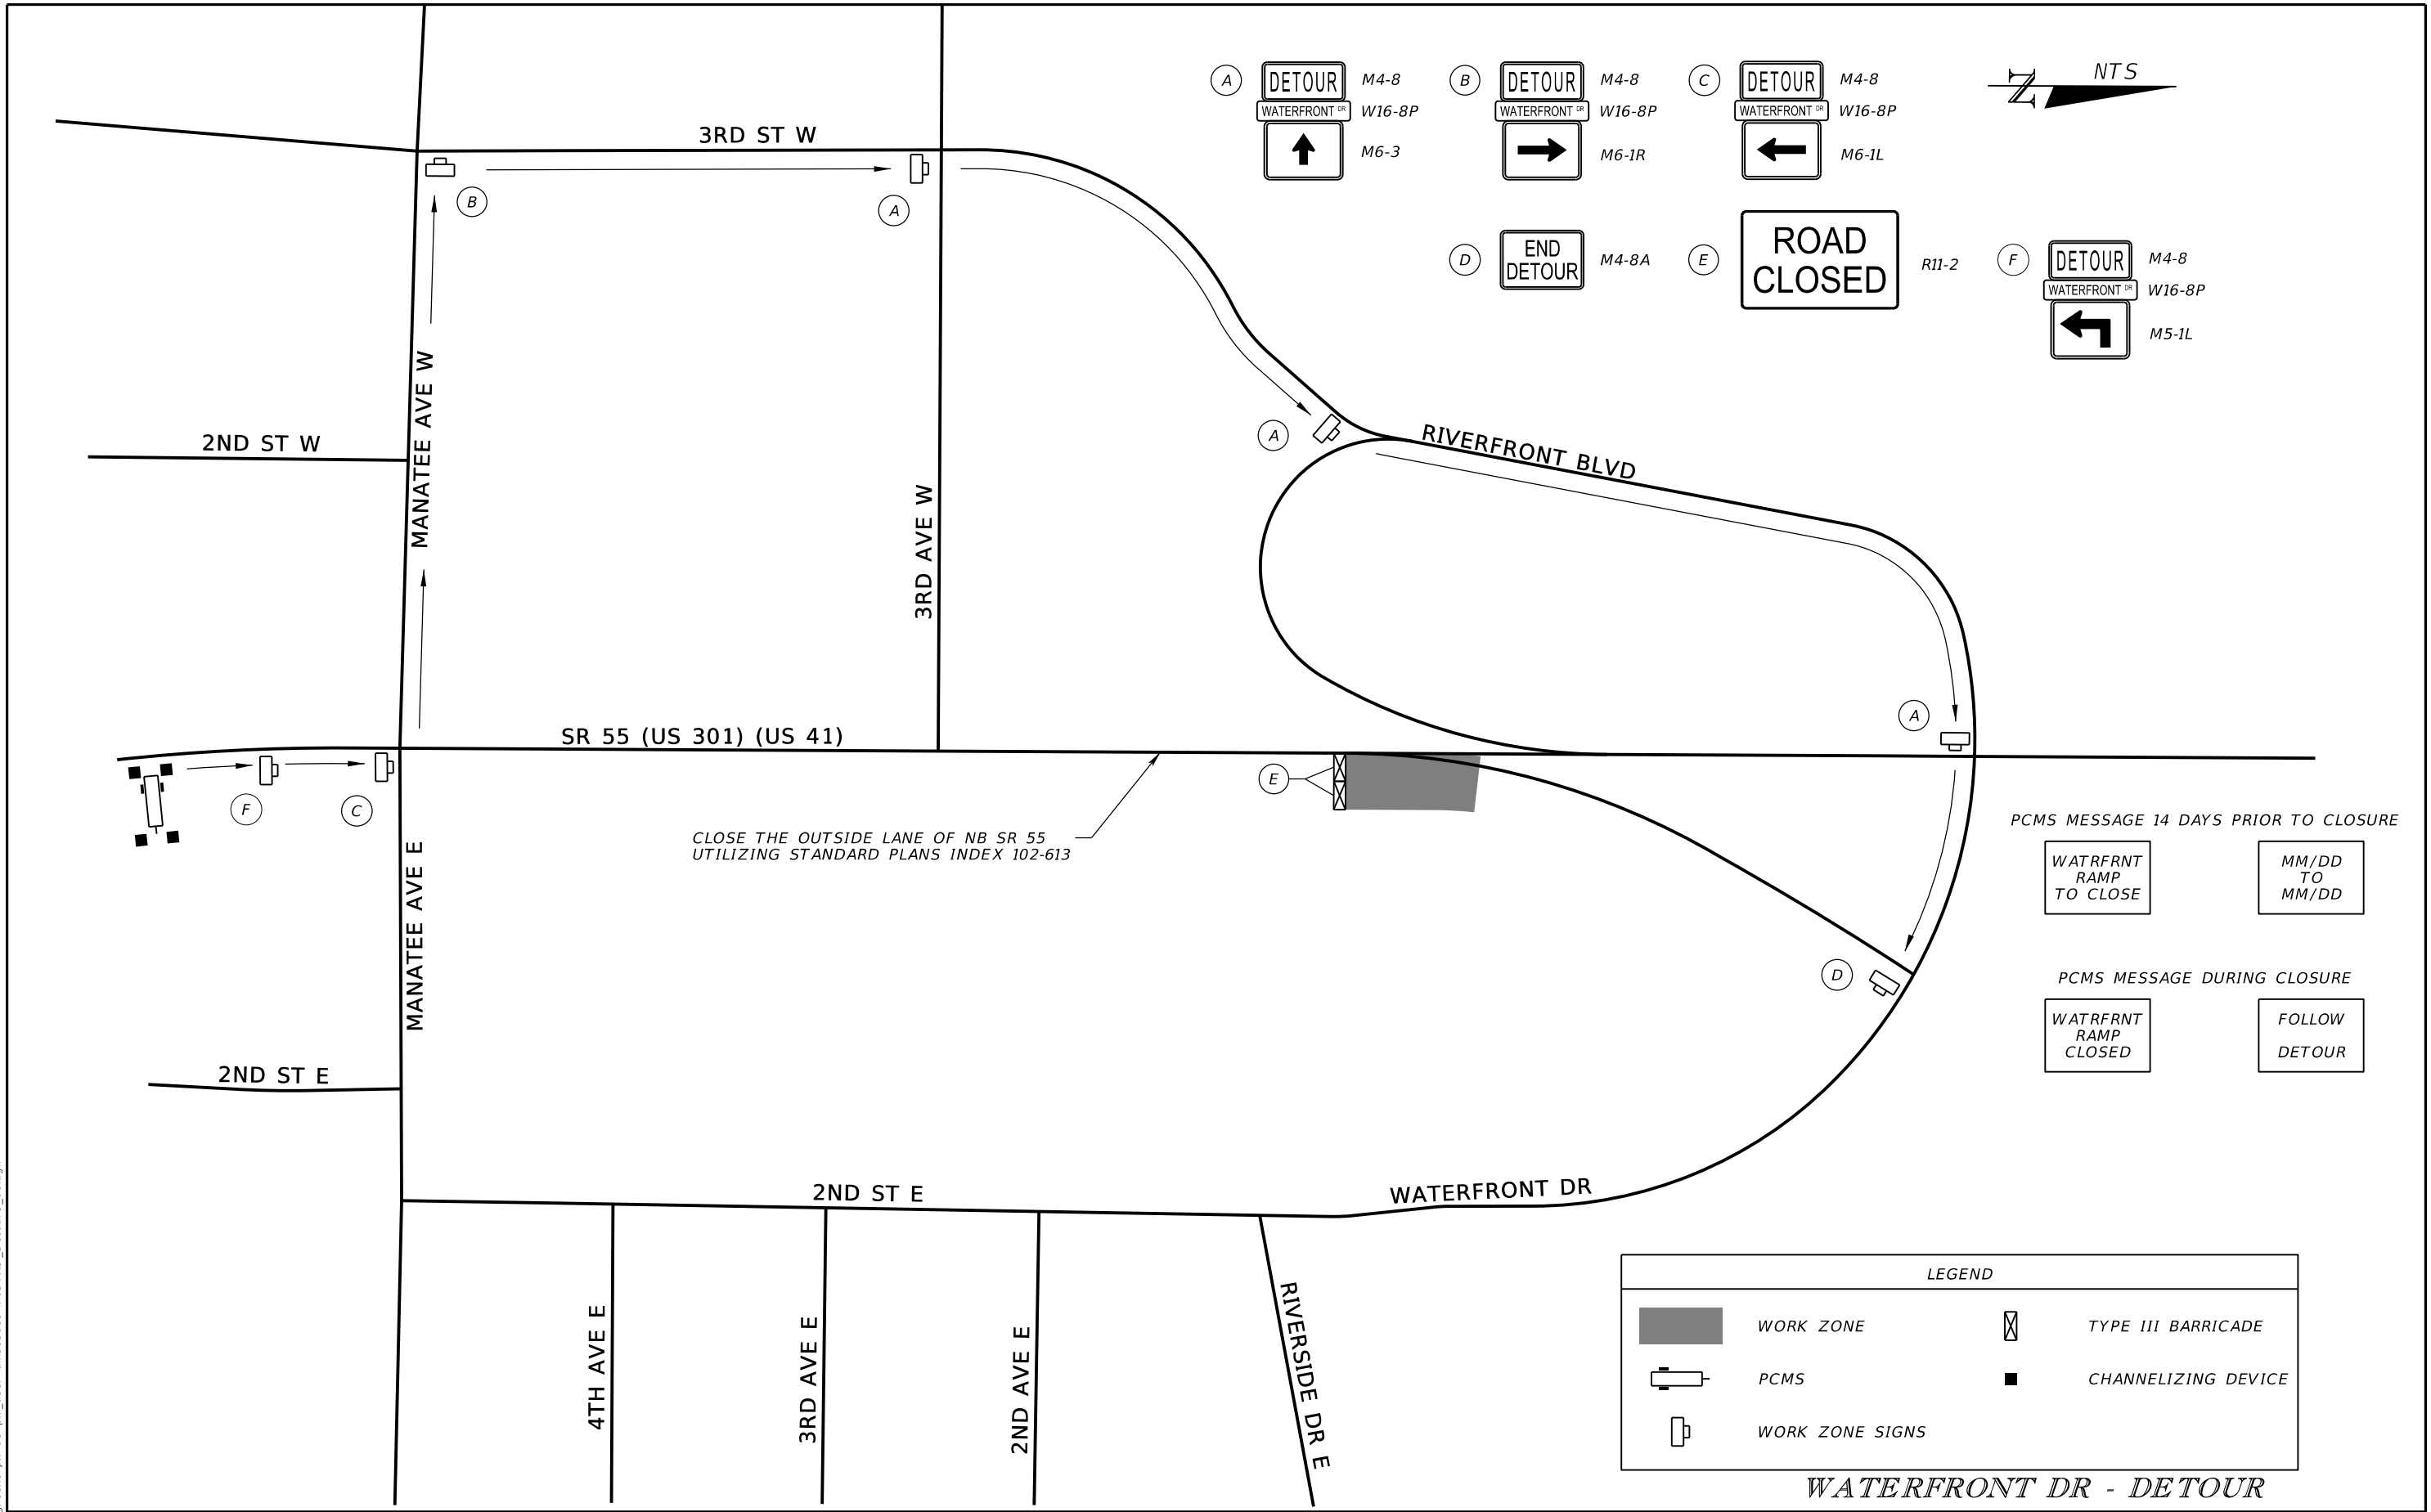 A
DETOUR
M4-8
WATERFRONT DR
W16-8P
M6-3
B
DETOUR
M4-8
WATERFRONT DR
W16-8P
M6-1R
C
DETOUR
M4-8
WATERFRONT DR
W16-8P
M6-1L
N
NTS
D
END
DETOUR
M4-8A
E
ROAD
CLOSED
R11-2
F
DETOUR
M4-8
WATERFRONT DR
W16-8P
M5-1L
3RD ST W
B
A
MANATEE AVE W
2ND ST W
3RD AVE W
A
RIVERFRONT BLVD
A
SR 55 (US 301) (US 41)
F
C
E
CLOSE THE OUTSIDE LANE OF NB SR 55
UTILIZING STANDARD PLANS INDEX 102-613
MANATEE AVE E
D
PCMS MESSAGE 14 DAYS PRIOR TO CLOSURE
WATRFRNT
RAMP
TO CLOSE
MM/DD
TO
MM/DD
PCMS MESSAGE DURING CLOSURE
WATRFRNT
RAMP
CLOSED
FOLLOW
DETOUR
2ND ST E
2ND ST E
WATERFRONT DR
4TH AVE E
3RD AVE E
2ND AVE E
RIVERSIDE DR E
LEGEND
WORK ZONE
TYPE III BARRICADE
PCMS
CHANNELIZING DEVICE
WORK ZONE SIGNS
WATERFRONT DR - DETOUR